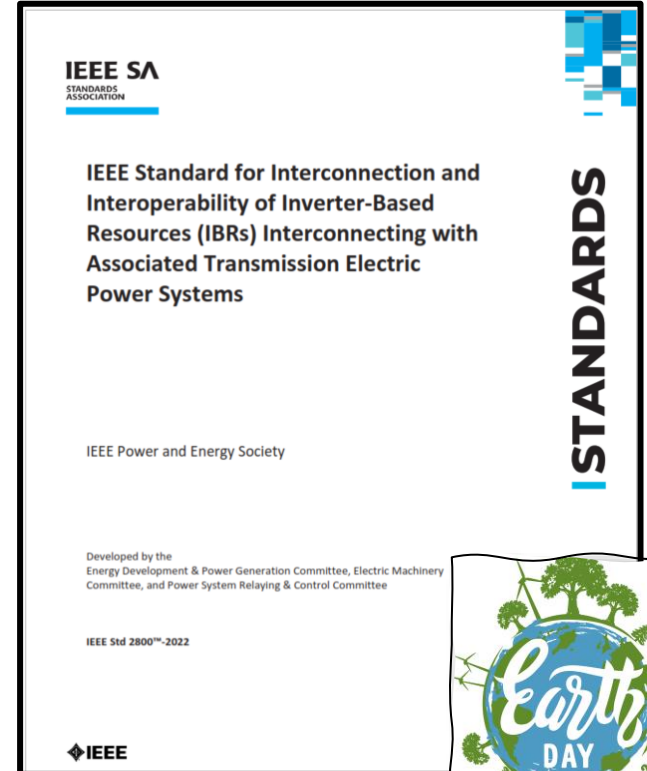 IEEE SA
STANDARDS
ASSOCIATION
IEEE Standard for Interconnection and
Interoperability of Inverter-Based
Resources (IBRs) Interconnecting with
Associated Transmission Electric
Power Systems
STANDARDS
IEEE Power and Energy Society
Developed by the
Energy Development & Power Generation Committee, Electric Machinery
Committee, and Power System Relaying & Control Committee
IEEE Std 2800™-2022
IEEE
Earth
DAY